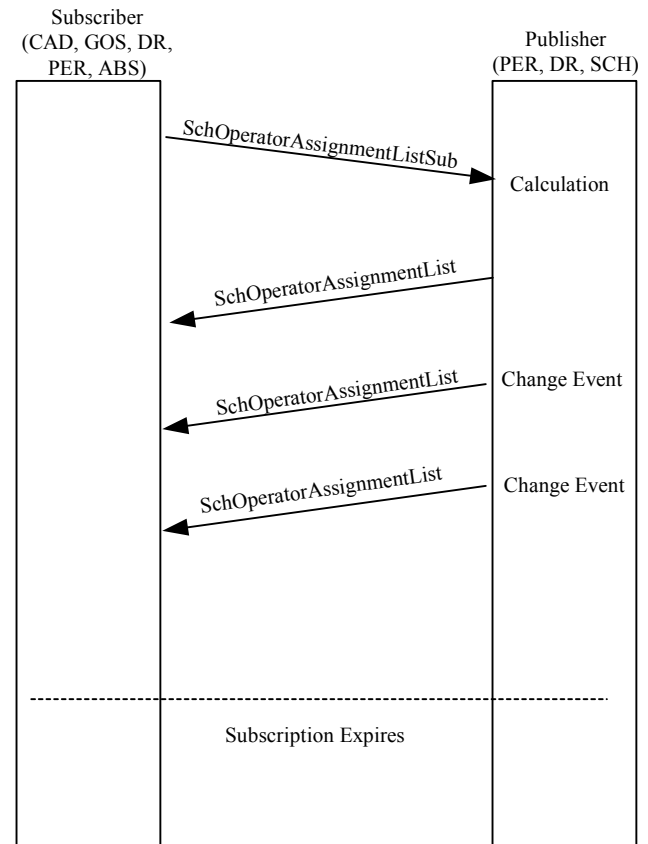 Subscriber
(CAD, GOS, DR,
PER, ABS)
Publisher
(PER, DR, SCH)
SchOperatorAssignmentListSub
Calculation
SchOperatorAssignmentList
SchOperatorAssignmentList
Change Event
SchOperatorAssignmentList
Change Event
Subscription Expires